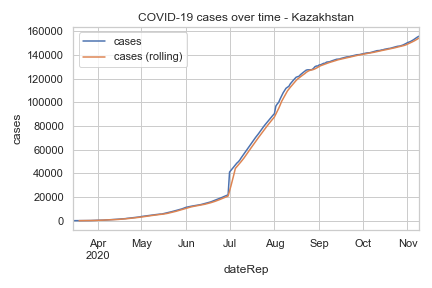 COVID-19 cases over time - Kazakhstan
cases
cases (rolling)
160000
140000
120000
100000
80000
60000
40000
20000
0
cases
Apr May Jun Jul Aug Sep Oct Nov
2020
dateRep